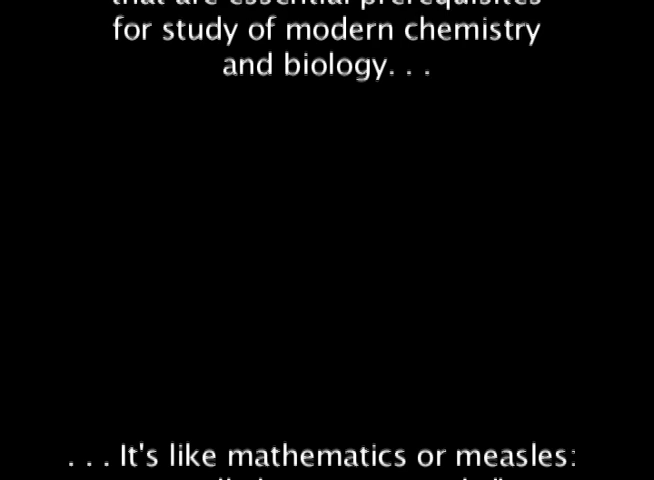 that are essential prerequisites
for study of modern chemistry
and biology. . .
. . . It's like mathematics or measles: